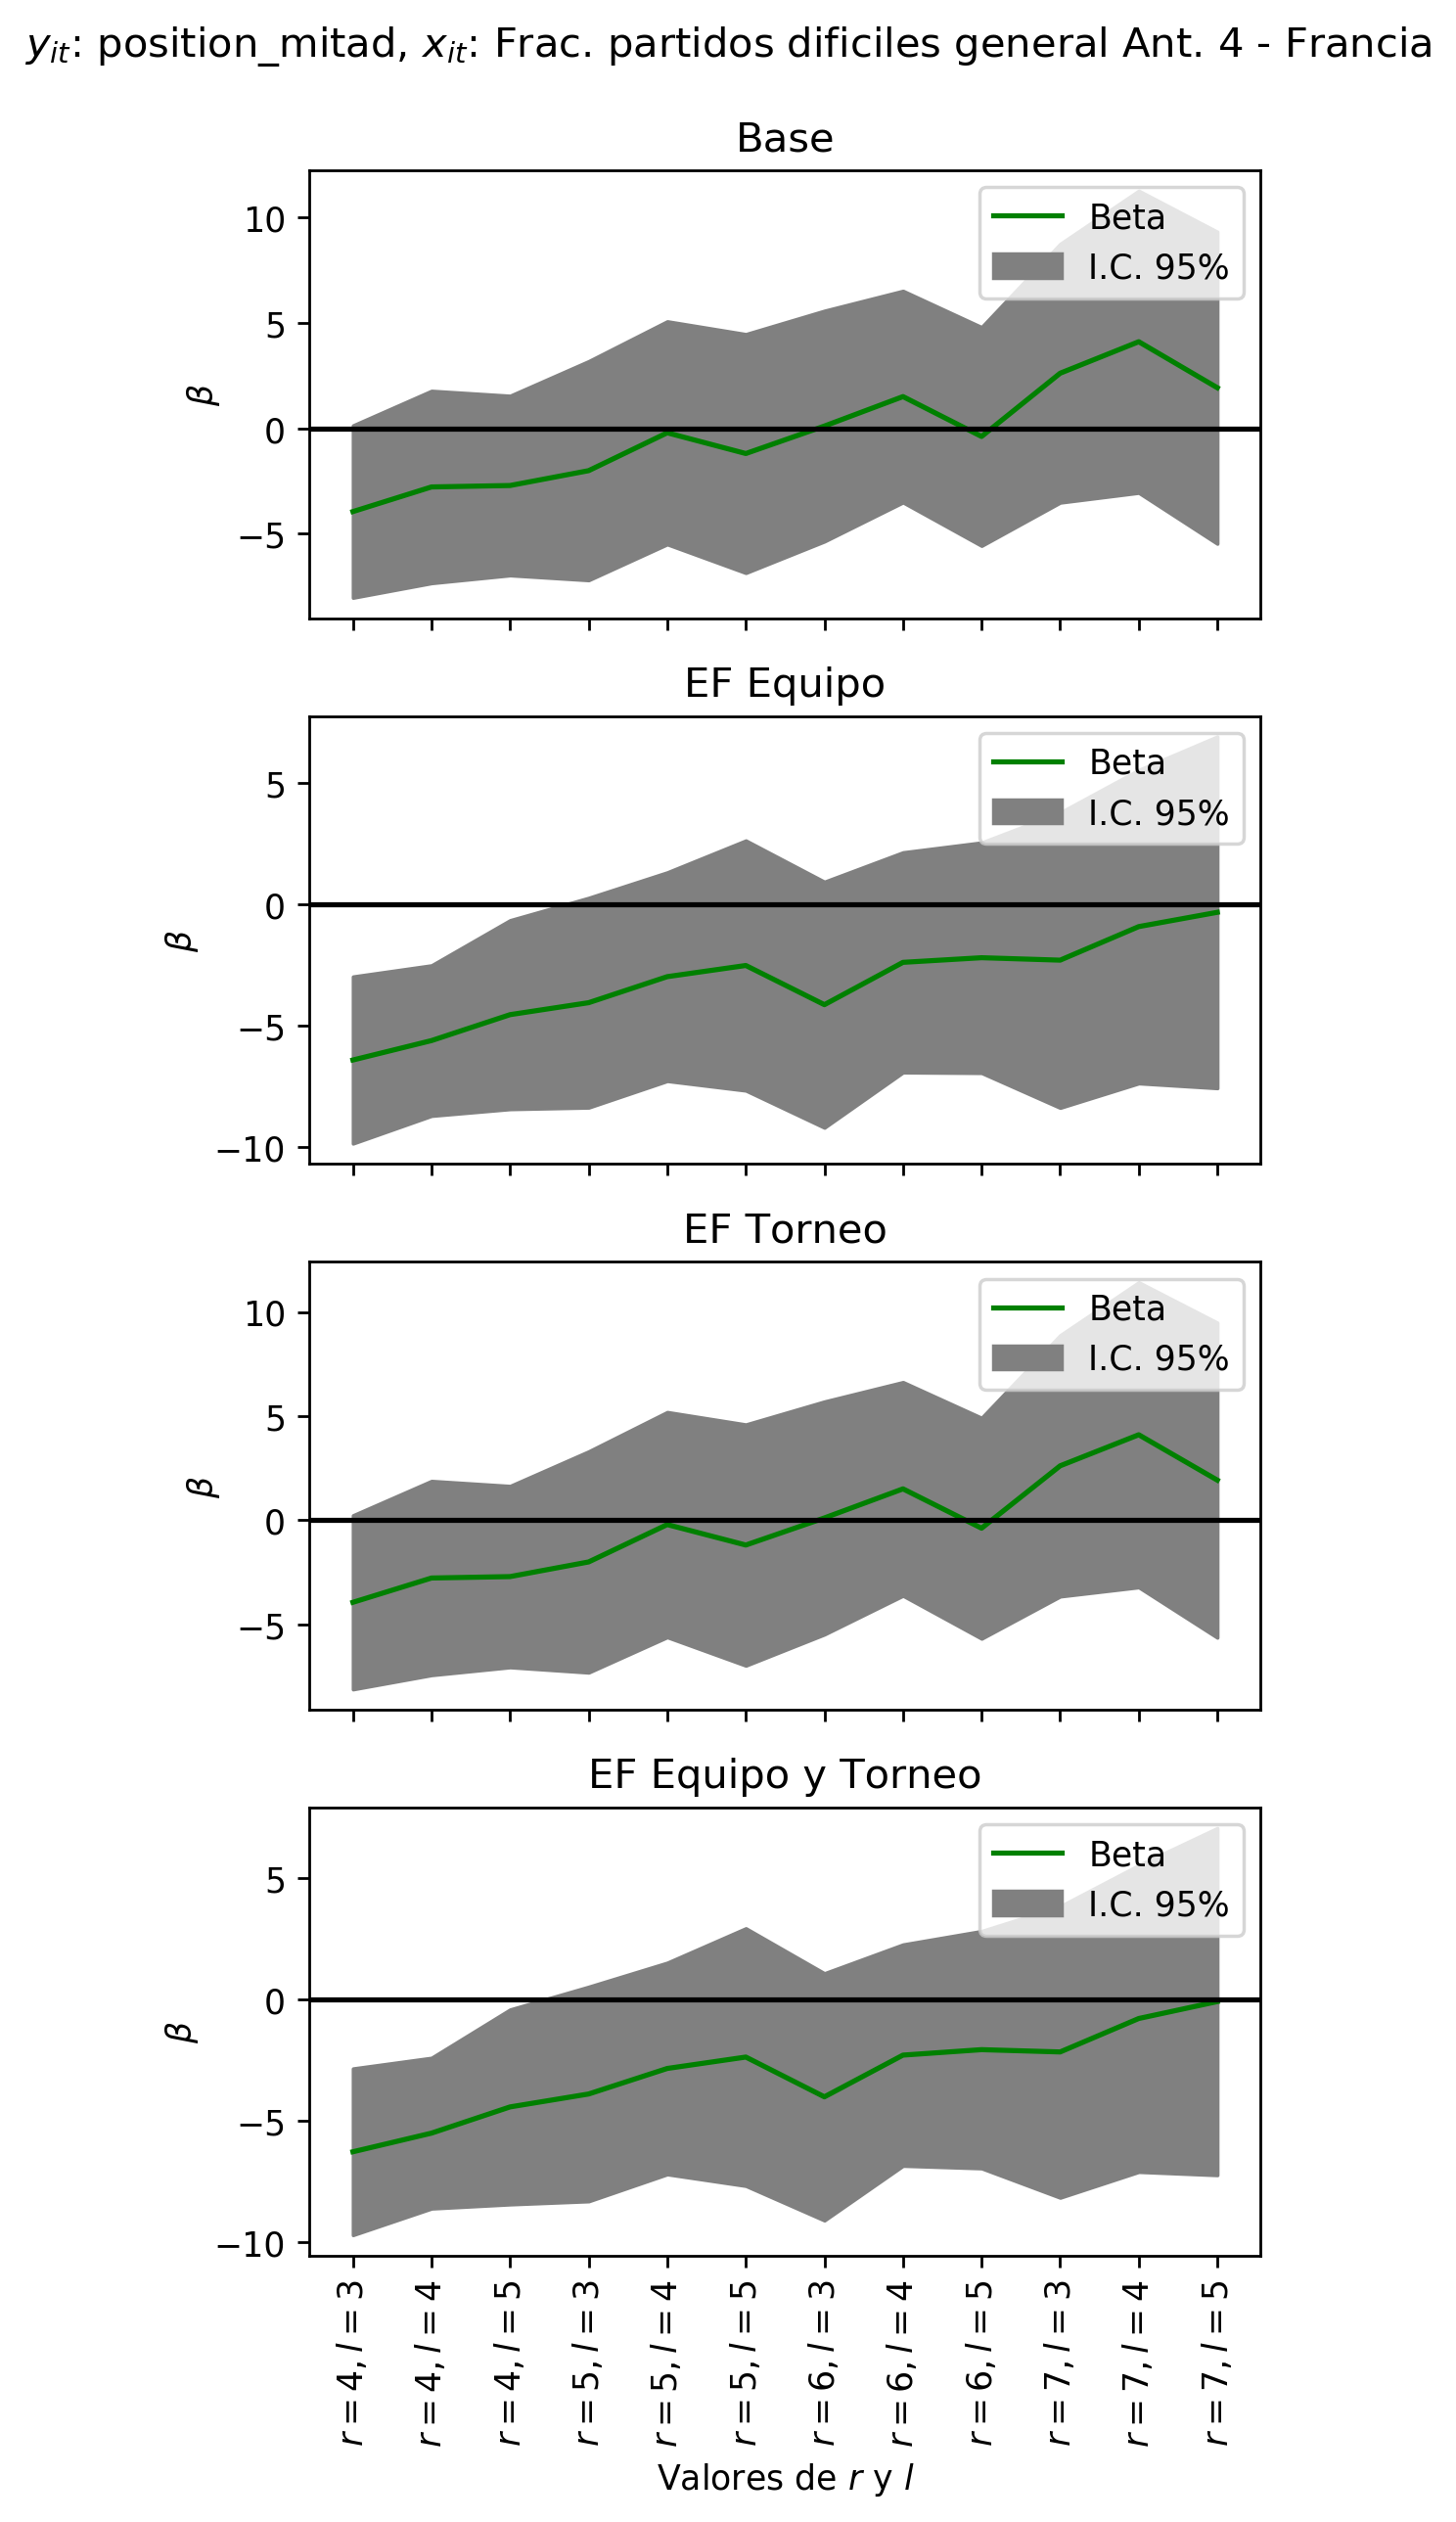 y_it: position_mitad, x_it: Frac. partidos dificiles general Ant. 4 - Francia
Base
Beta
I.C. 95%
10
5
0
−5
β
EF Equipo
Beta
I.C. 95%
5
0
−5
−10
β
EF Torneo
Beta
I.C. 95%
10
5
0
−5
β
EF Equipo y Torneo
Beta
I.C. 95%
5
0
−5
−10
β
r = 4, l = 3
r = 4, l = 4
r = 4, l = 5
r = 5, l = 3
r = 5, l = 4
r = 5, l = 5
r = 6, l = 3
r = 6, l = 4
r = 6, l = 5
r = 7, l = 3
r = 7, l = 4
r = 7, l = 5
Valores de r y l